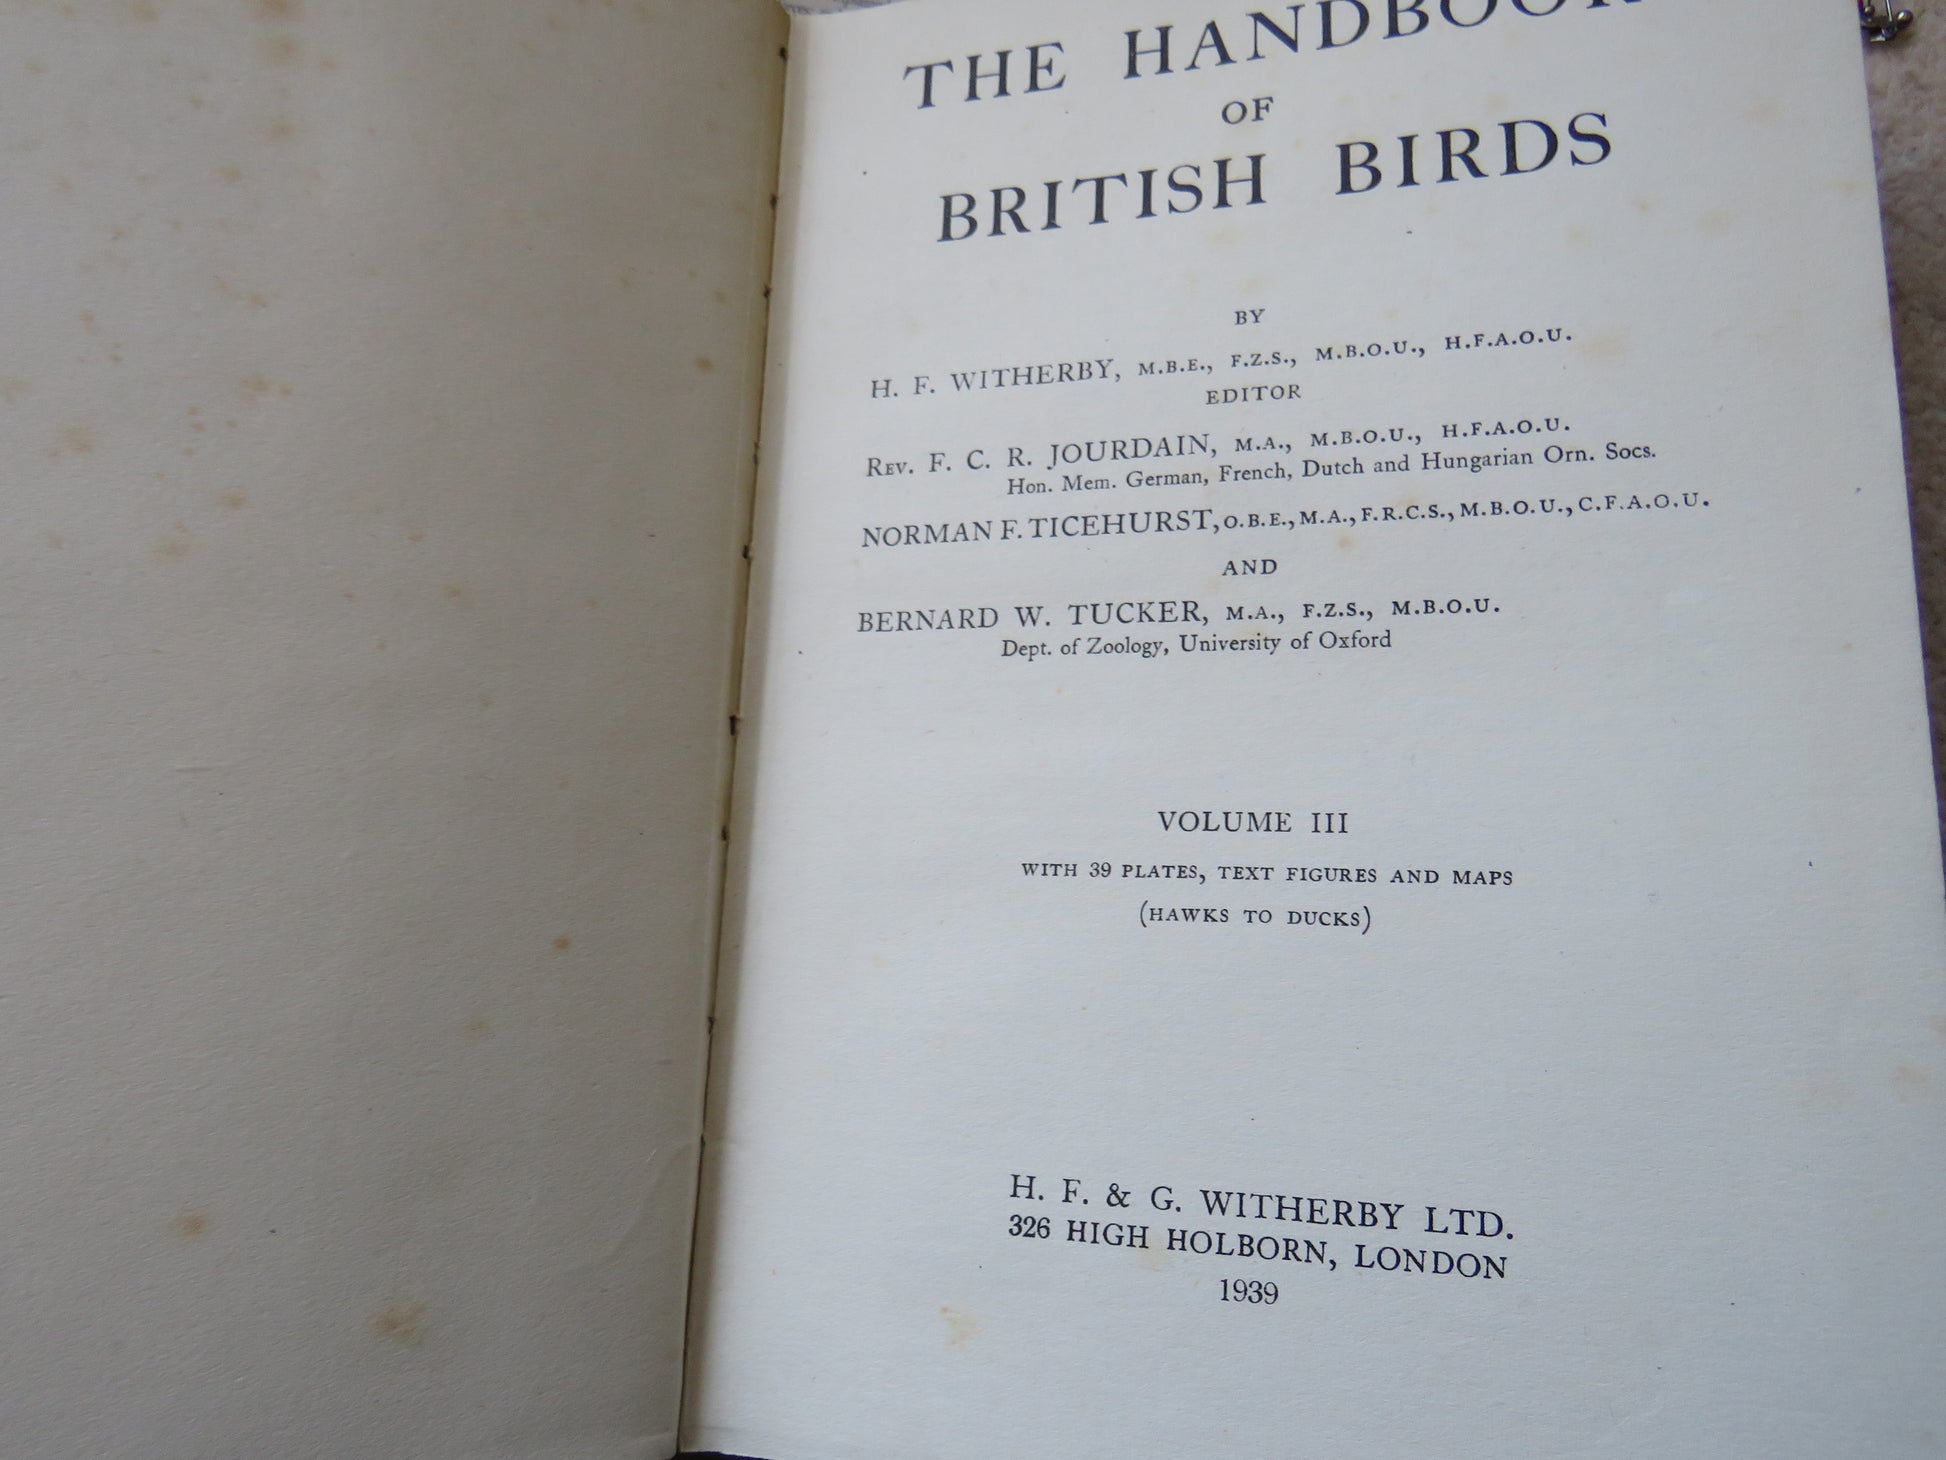 THE HANDBOOK
OF
BRITISH BIRDS
BY
H. F. WITHERBY, M.B.E., F.Z.S., M.B.O.U., H.F.A.O.U.
EDITOR
REV. F. C. R. JOURDAIN, M.A., M.B.O.U., H.F.A.O.U.
Hon. Mem. German, French, Dutch and Hungarian Orn. Socs.
NORMAN F. TICEHURST, O.B.E., M.A., F.R.C.S., M.B.O.U., C.F.A.O.U.
AND
BERNARD W. TUCKER, M.A., F.Z.S., M.B.O.U.
Dept. of Zoology, University of Oxford
VOLUME III
WITH 39 PLATES, TEXT FIGURES AND MAPS
(HAWKS TO DUCKS)
H. F. & G. WITHERBY LTD.
326 HIGH HOLBORN, LONDON
1939